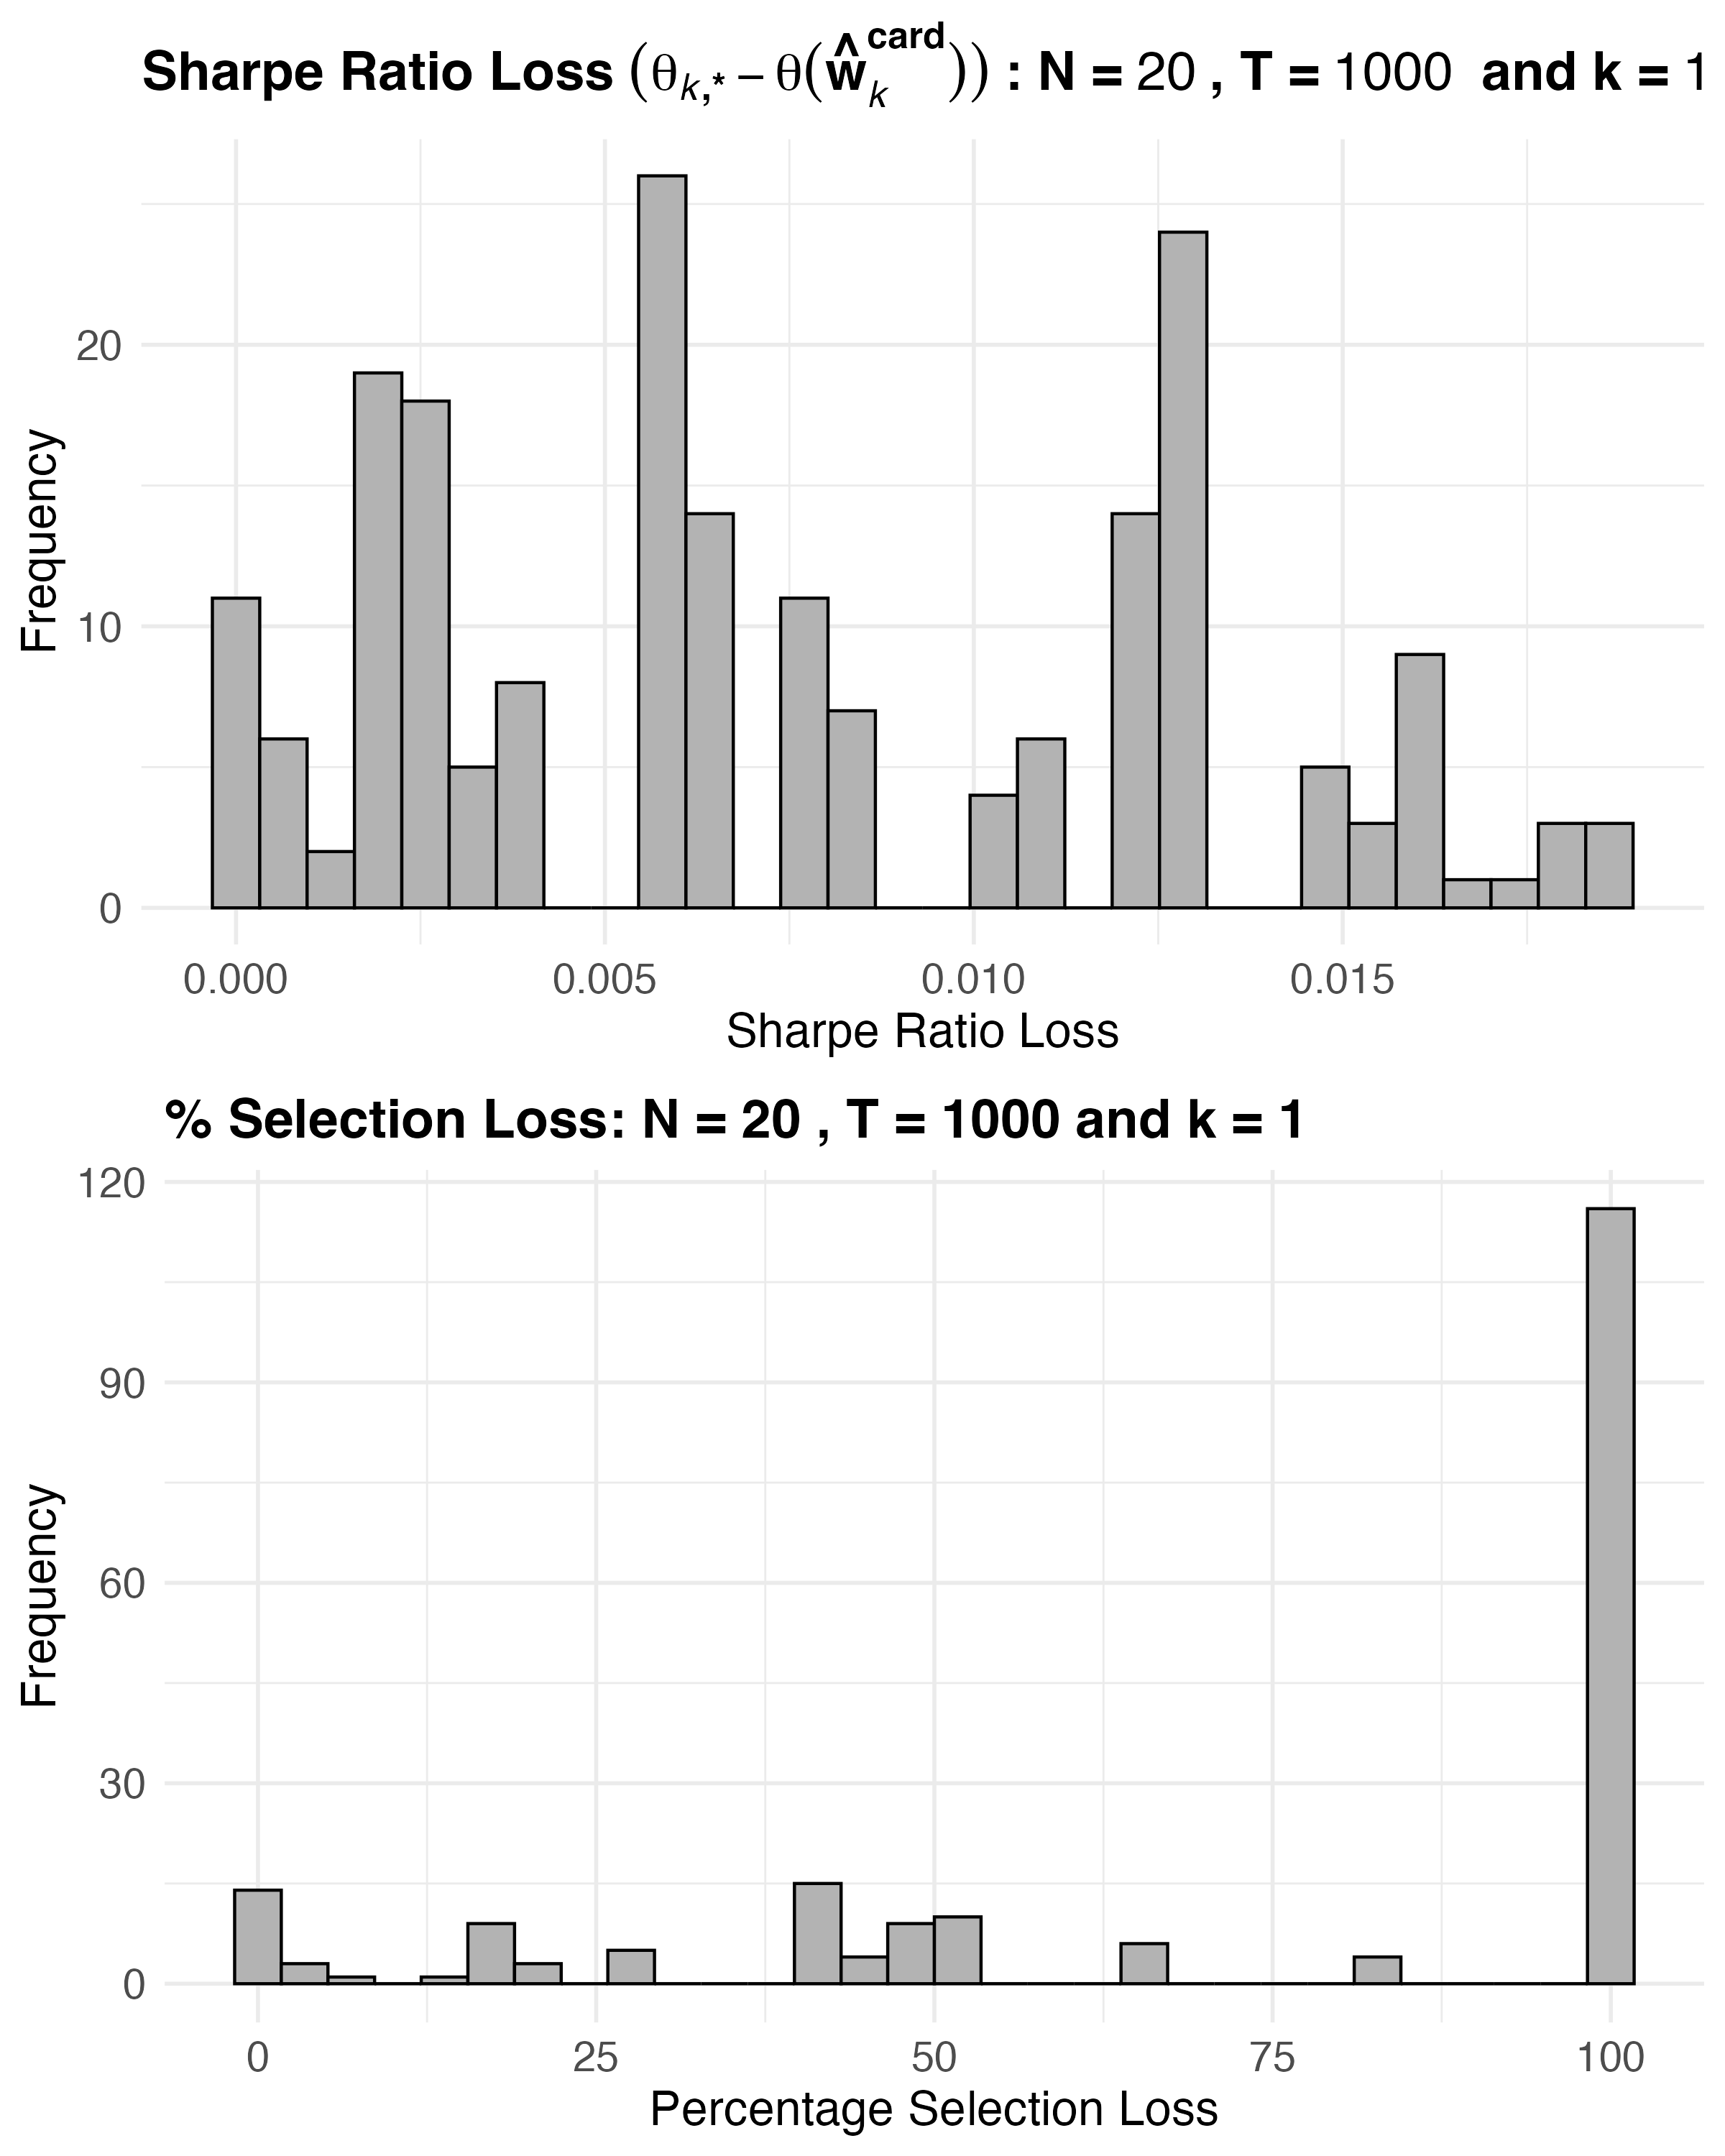 Sharpe Ratio Loss (θk,* − θ(ŵk^card)) : N = 20 , T = 1000 and k = 1
Frequency
20
10
0
0.000 0.005 0.010 0.015
Sharpe Ratio Loss
% Selection Loss: N = 20 , T = 1000 and k = 1
Frequency
120
90
60
30
0
0 25 50 75 100
Percentage Selection Loss